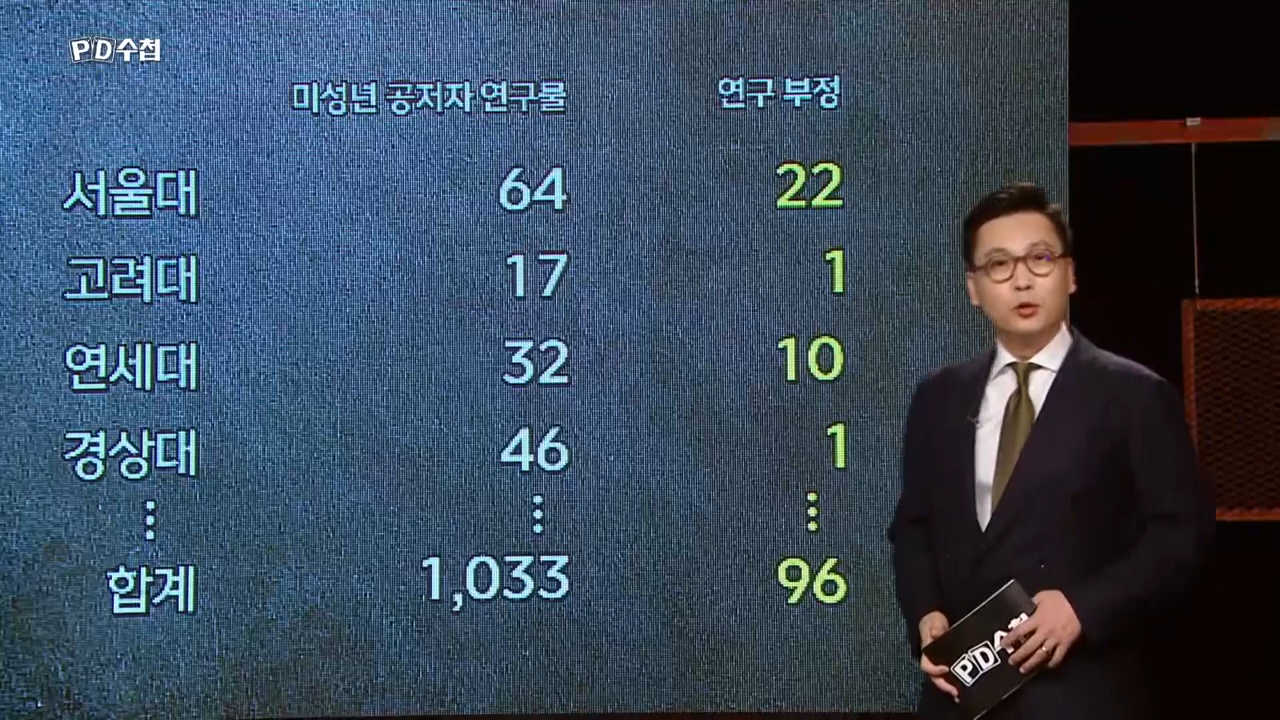 PD수첩
미성년 공저자 연구물 연구 부정
서울대 64 22
고려대 17 1
연세대 32 10
경상대 46 1
⋮ ⋮ ⋮
합계 1,033 96
PD수첩